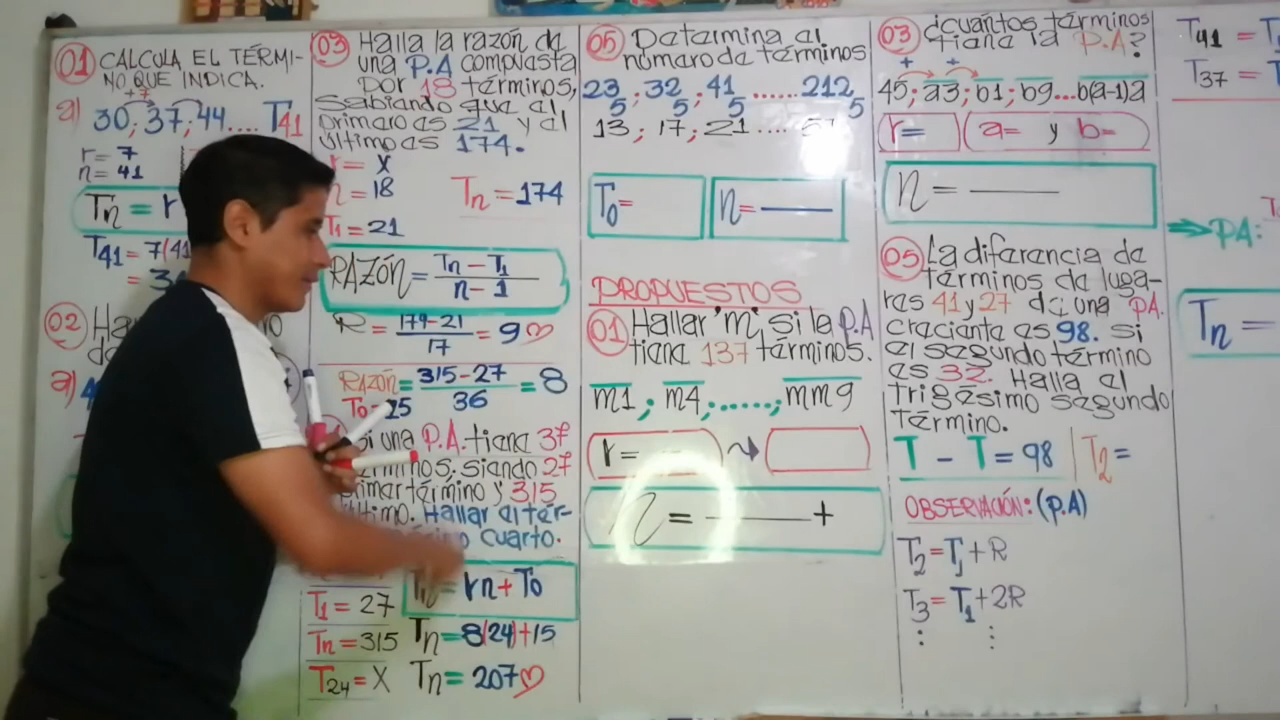 01 CALCULA EL TÉRMI-
NO QUE INDICA.
+7
a) 30; 37; 44.... T41
r= 7
n= 41
Tn = r
T41= 7(41
02
a)
03 Halla la razón de
una P.A compuesta
por 18 términos,
sabiendo que el
primero es 21 y el
último es 174.
r= X
n= 18
Tn = 174
T1 = 21
RAZÓN = Tn - T1
n - 1
R = 174-21 = 9
17
RAZÓN = 315-27 = 8
36
si una P.A. tiene 37
términos; siendo 27
primer término y 315
último. Hallar el tér-
cuarto.
Tn = rn + T0
T1 = 27
Tn = 315
Tn = 8(24)+15
T24 = X
Tn = 207
05 Determina el
número de términos
23 5; 32 5; 41 5 ...... 212 5
13; 17; 21 .....
T0=
n=
PROPUESTOS
01 Hallar "m", si la P.A
tiene 137 términos.
m1; m4; ......; mm9
r=
n = +
03 ¿cuántos términos
tiene la P.A?
+ +
45; a3; b1; b9...b(a-1)a
r=
a= y b=
n =
05 La diferencia de
términos de luga-
res 41 y 27 de una P.A.
creciente es 98. si
el segundo término
es 32. Halla el
trigésimo segundo
término.
T - T = 98 | T2 =
OBSERVACIÓN: (P.A)
T2 = T1 + R
T3 = T1 + 2R
T41 =
T37 =
⇒ PA:
Tn =